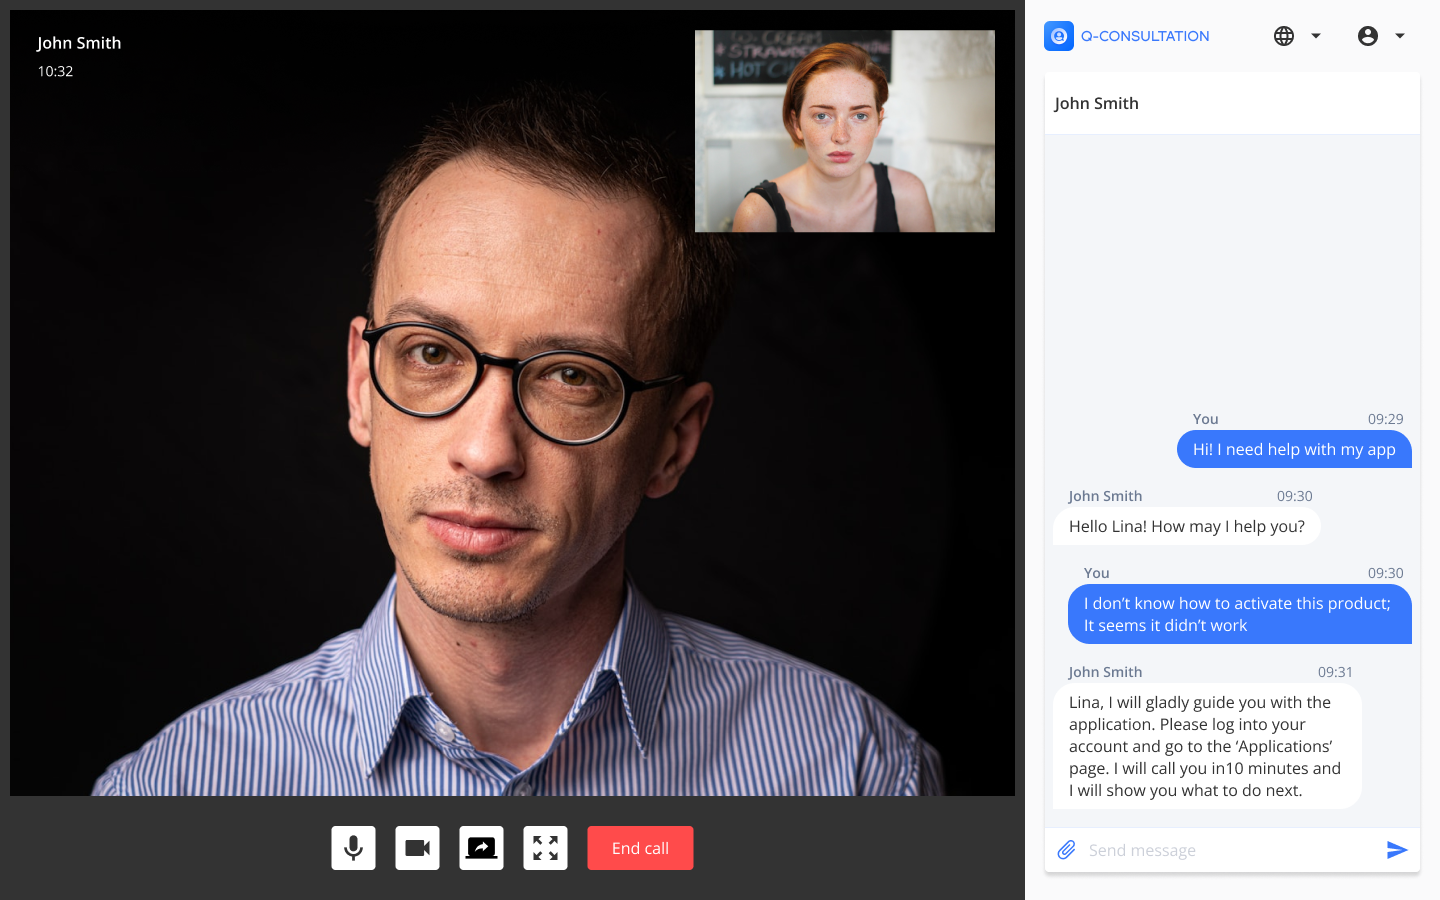 John Smith
10:32
STRAWBER
HOT CH
End call
Q-CONSULTATION
John Smith
You 09:29
Hi! I need help with my app
John Smith 09:30
Hello Lina! How may I help you?
You 09:30
I don’t know how to activate this product;
It seems it didn’t work
John Smith 09:31
Lina, I will gladly guide you with the
application. Please log into your
account and go to the ‘Applications’
page. I will call you in10 minutes and
I will show you what to do next.
Send message